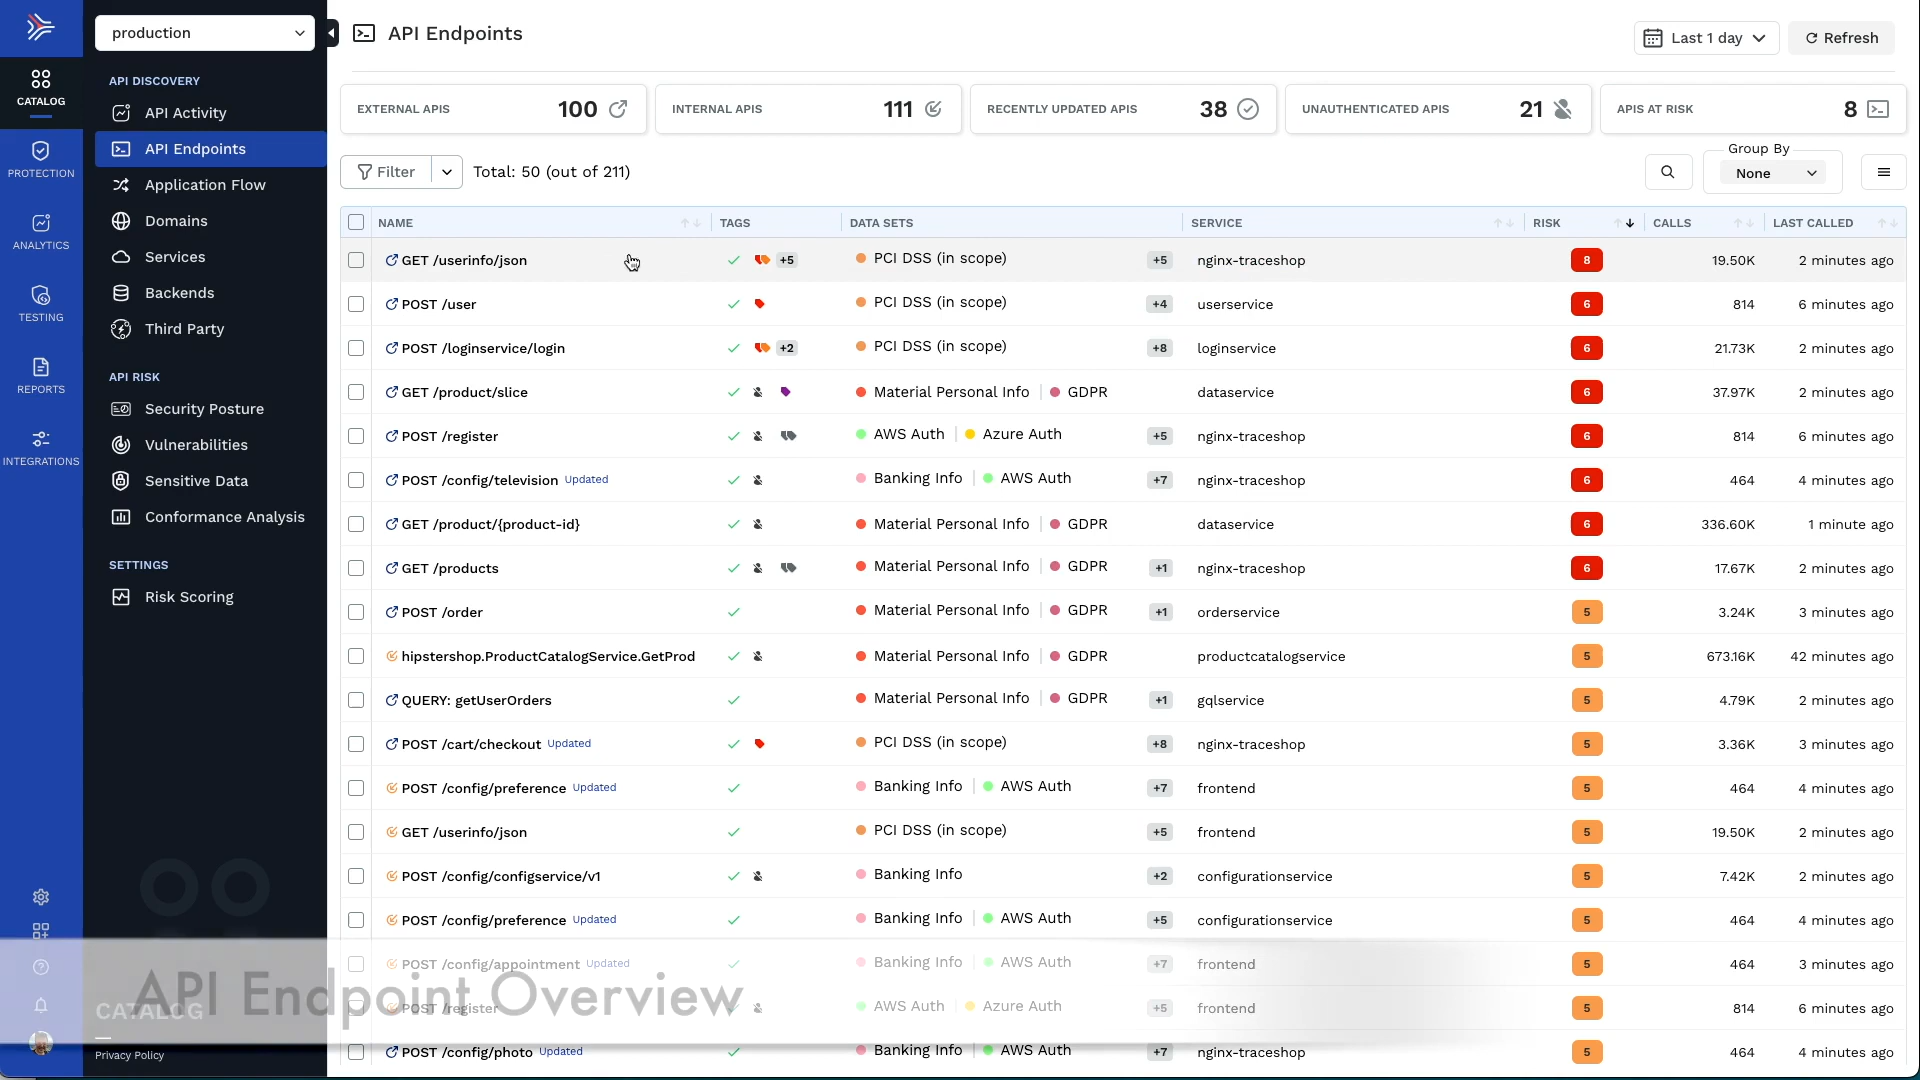 production
API Endpoints
Last 1 day
Refresh
CATALOG
PROTECTION
ANALYTICS
TESTING
REPORTS
INTEGRATIONS
API DISCOVERY
API Activity
API Endpoints
Application Flow
Domains
Services
Backends
Third Party
API RISK
Security Posture
Vulnerabilities
Sensitive Data
Conformance Analysis
SETTINGS
Risk Scoring
EXTERNAL APIS 100
INTERNAL APIS 111
RECENTLY UPDATED APIS 38
UNAUTHENTICATED APIS 21
APIS AT RISK 8
Filter
Total: 50 (out of 211)
Group By
None
NAME TAGS DATA SETS SERVICE RISK CALLS LAST CALLED
GET /userinfo/json +5 PCI DSS (in scope) +5 nginx-traceshop 8 19.50K 2 minutes ago
POST /user PCI DSS (in scope) +4 userservice 6 814 6 minutes ago
POST /loginservice/login +2 PCI DSS (in scope) +8 loginservice 6 21.73K 2 minutes ago
GET /product/slice Material Personal Info GDPR dataservice 6 37.97K 2 minutes ago
POST /register AWS Auth Azure Auth +5 nginx-traceshop 6 814 6 minutes ago
POST /config/television Updated Banking Info AWS Auth +7 nginx-traceshop 6 464 4 minutes ago
GET /product/{product-id} Material Personal Info GDPR dataservice 6 336.60K 1 minute ago
GET /products Material Personal Info GDPR +1 nginx-traceshop 6 17.67K 2 minutes ago
POST /order Material Personal Info GDPR +1 orderservice 5 3.24K 3 minutes ago
hipstershop.ProductCatalogService.GetProd Material Personal Info GDPR productcatalogservice 5 673.16K 42 minutes ago
QUERY: getUserOrders Material Personal Info GDPR +1 gqlservice 5 4.79K 2 minutes ago
POST /cart/checkout Updated PCI DSS (in scope) +8 nginx-traceshop 5 3.36K 3 minutes ago
POST /config/preference Updated Banking Info AWS Auth +7 frontend 5 464 4 minutes ago
GET /userinfo/json PCI DSS (in scope) +5 frontend 5 19.50K 2 minutes ago
POST /config/configservice/v1 Banking Info +2 configurationservice 5 7.42K 2 minutes ago
POST /config/preference Updated Banking Info AWS Auth +5 configurationservice 5 464 4 minutes ago
POST /config/appointment Updated Banking Info AWS Auth +7 frontend 5 464 3 minutes ago
POST /register AWS Auth Azure Auth +5 frontend 5 814 6 minutes ago
POST /config/photo Updated Banking Info AWS Auth +7 nginx-traceshop 5 464 4 minutes ago
API Endpoint Overview
CATALOG
Privacy Policy